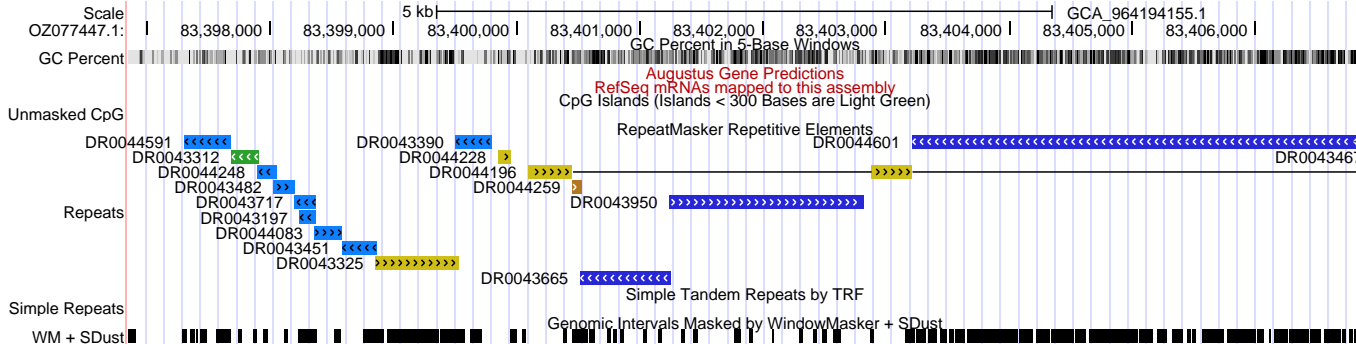 Scale 5 kb GCA_964194155.1
OZ077447.1: 83,398,000 83,399,000 83,400,000 83,401,000 83,402,000 83,403,000 83,404,000 83,405,000 83,406,000
GC Percent in 5-Base Windows
GC Percent
Augustus Gene Predictions
RefSeq mRNAs mapped to this assembly
CpG Islands (Islands < 300 Bases are Light Green)
Unmasked CpG
RepeatMasker Repetitive Elements
DR0044591 DR0043390 DR0044601
DR0043312 DR0044228 DR0043467
DR0044248 DR0044196
DR0043482 DR0044259
DR0043717 DR0043950
Repeats
DR0043197
DR0044083
DR0043451
DR0043325
DR0043665
Simple Tandem Repeats by TRF
Simple Repeats
Genomic Intervals Masked by WindowMasker + SDust
WM + SDust